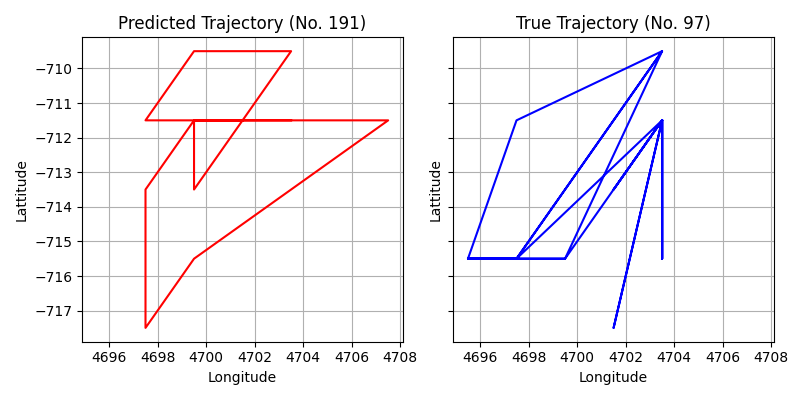 Predicted Trajectory (No. 191)
True Trajectory (No. 97)
Lattitude
−710
−711
−712
−713
−714
−715
−716
−717
4696 4698 4700 4702 4704 4706 4708
Longitude
Lattitude
4696 4698 4700 4702 4704 4706 4708
Longitude